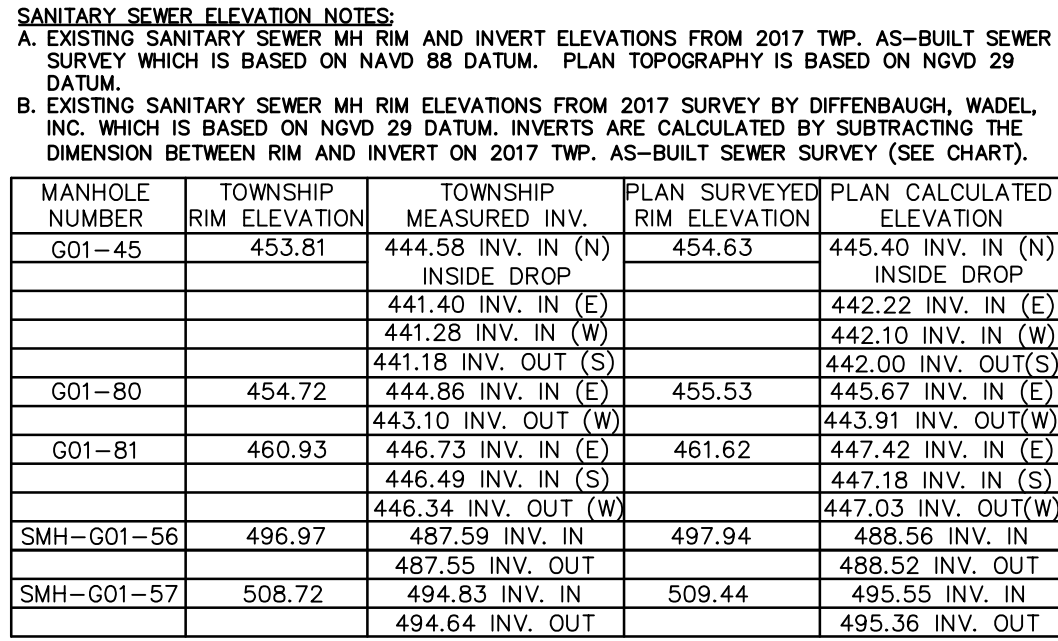 SANITARY SEWER ELEVATION NOTES:
A. EXISTING SANITARY SEWER MH RIM AND INVERT ELEVATIONS FROM 2017 TWP. AS-BUILT SEWER
SURVEY WHICH IS BASED ON NAVD 88 DATUM. PLAN TOPOGRAPHY IS BASED ON NGVD 29
DATUM.
B. EXISTING SANITARY SEWER MH RIM ELEVATIONS FROM 2017 SURVEY BY DIFFENBAUGH, WADEL,
INC. WHICH IS BASED ON NGVD 29 DATUM. INVERTS ARE CALCULATED BY SUBTRACTING THE
DIMENSION BETWEEN RIM AND INVERT ON 2017 TWP. AS-BUILT SEWER SURVEY (SEE CHART).
MANHOLE TOWNSHIP TOWNSHIP PLAN SURVEYED PLAN CALCULATED
NUMBER RIM ELEVATION MEASURED INV. RIM ELEVATION ELEVATION
G01-45 453.81 444.58 INV. IN (N) 454.63 445.40 INV. IN (N)
INSIDE DROP INSIDE DROP
441.40 INV. IN (E) 442.22 INV. IN (E)
441.28 INV. IN (W) 442.10 INV. IN (W)
441.18 INV. OUT (S) 442.00 INV. OUT(S)
G01-80 454.72 444.86 INV. IN (E) 455.53 445.67 INV. IN (E)
443.10 INV. OUT (W) 443.91 INV. OUT(W)
G01-81 460.93 446.73 INV. IN (E) 461.62 447.42 INV. IN (E)
446.49 INV. IN (S) 447.18 INV. IN (S)
446.34 INV. OUT (W) 447.03 INV. OUT(W)
SMH-G01-56 496.97 487.59 INV. IN 497.94 488.56 INV. IN
487.55 INV. OUT 488.52 INV. OUT
SMH-G01-57 508.72 494.83 INV. IN 509.44 495.55 INV. IN
494.64 INV. OUT 495.36 INV. OUT